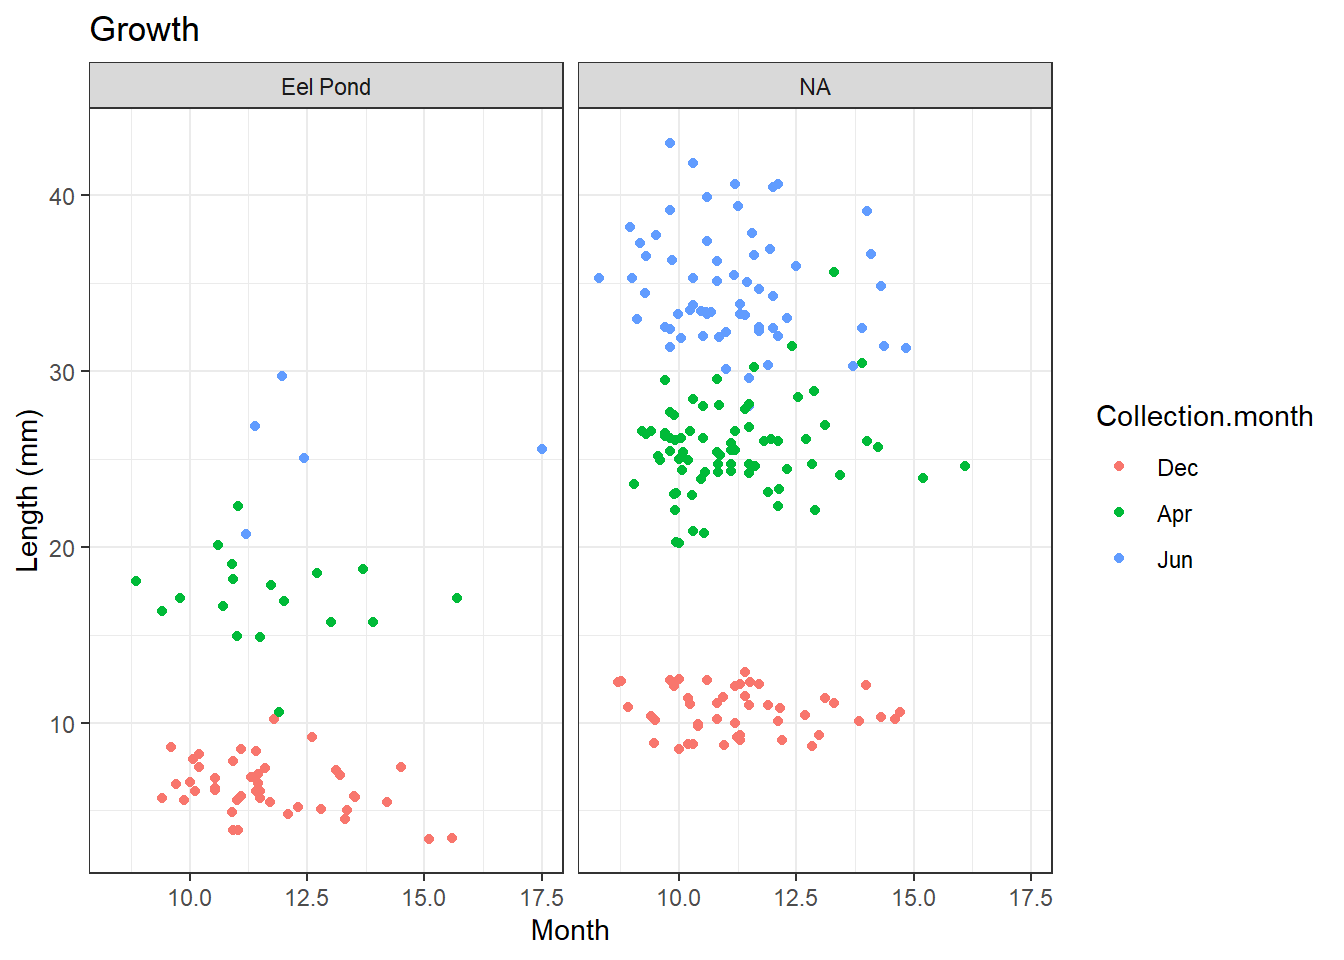 Growth
Eel Pond
NA
40
30
20
10
Length (mm)
10.0
12.5
15.0
17.5
10.0
12.5
15.0
17.5
Month
Collection.month
Dec
Apr
Jun